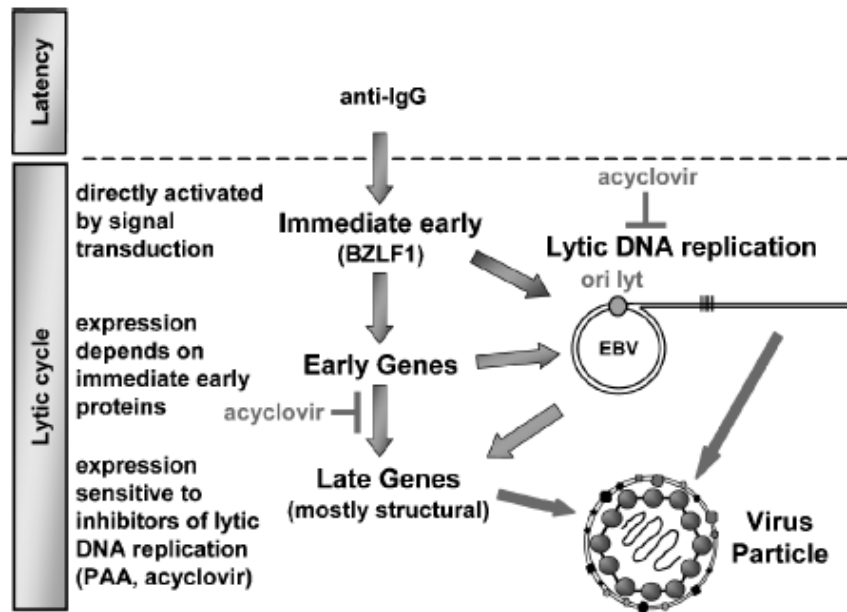 Latency
anti-IgG
Lytic cycle
directly activated
by signal
transduction
Immediate early
(BZLF1)
acyclovir
Lytic DNA replication
ori lyt
EBV
expression
depends on
immediate early
proteins
Early Genes
acyclovir
expression
sensitive to
inhibitors of lytic
DNA replication
(PAA, acyclovir)
Late Genes
(mostly structural)
Virus
Particle